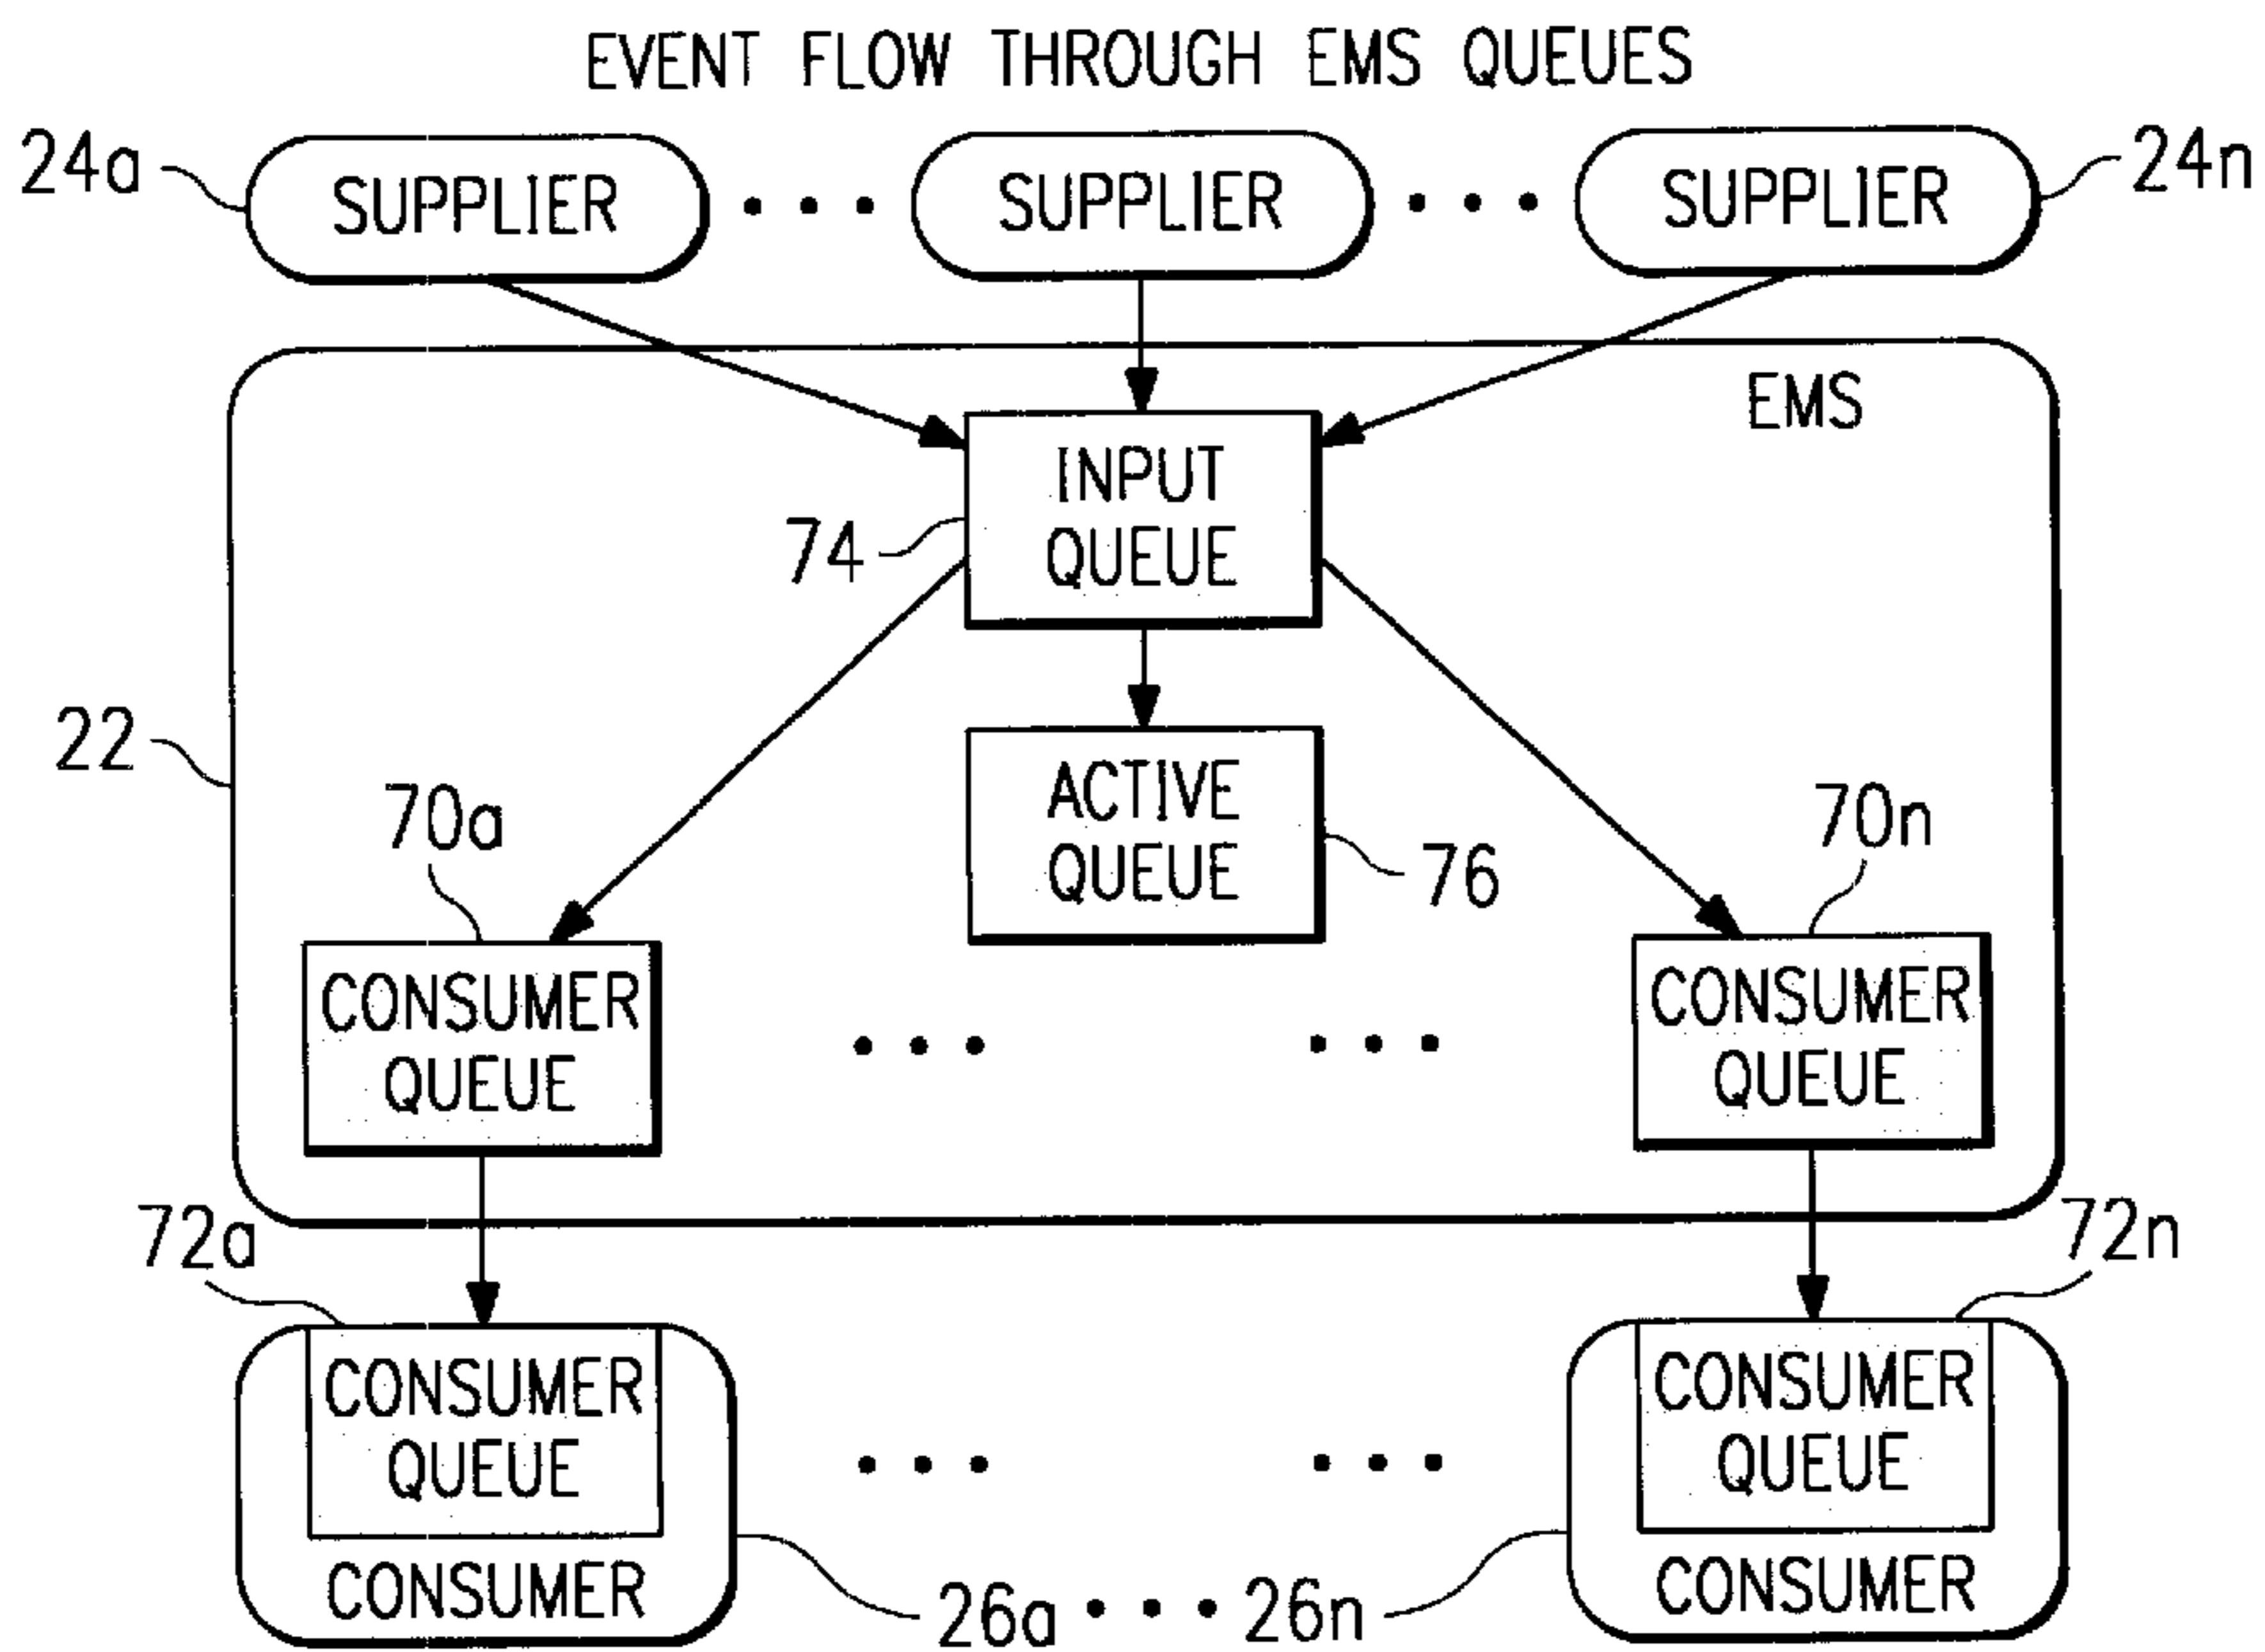 EVENT FLOW THROUGH EMS QUEUES
24a
SUPPLIER
SUPPLIER
SUPPLIER
24n
EMS
INPUT
QUEUE
74
22
ACTIVE
QUEUE
76
70a
70n
CONSUMER
QUEUE
CONSUMER
QUEUE
72a
72n
CONSUMER
QUEUE
CONSUMER
CONSUMER
QUEUE
CONSUMER
26a • • • 26n